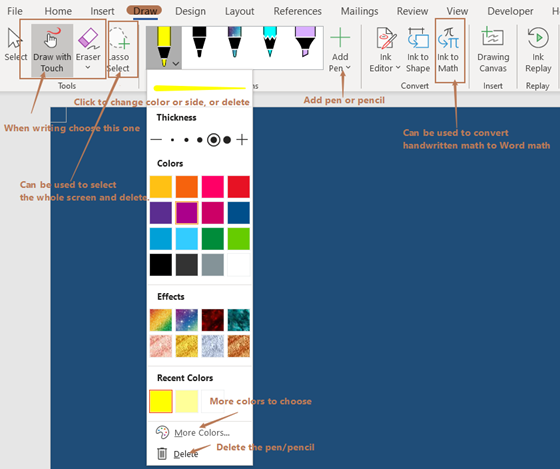 File Home Insert Draw Design Layout References Mailings Review View Developer H
Select Draw with Touch Eraser Lasso Select Add Pen Ink Editor Ink to Shape Ink to Math Drawing Canvas Ink Replay
Tools Convert Insert Replay
Click to change color or side, or delete
Add pen or pencil
When writing choose this one
Thickness
Can be used to convert
handwritten math to Word math
Colors
Can be used to select
the whole screen and delete
Effects
Recent Colors
More colors to choose
More Colors...
Delete the pen/pencil
Delete